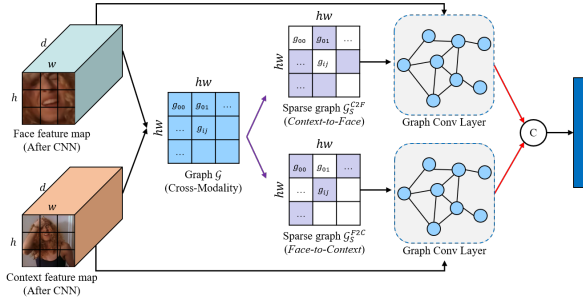 d
w
h
Face feature map
(After CNN)
d
w
h
Context feature map
(After CNN)
hw
hw
g00 g01 ...
... gij
Graph 𝒢
(Cross-Modality)
hw
hw
g00 g01 ...
... gij
Sparse graph 𝒢_S^C2F
(Context-to-Face)
hw
hw
g00 g01 ...
... gij
Sparse graph 𝒢_S^F2C
(Face-to-Context)
Graph Conv Layer
Graph Conv Layer
C